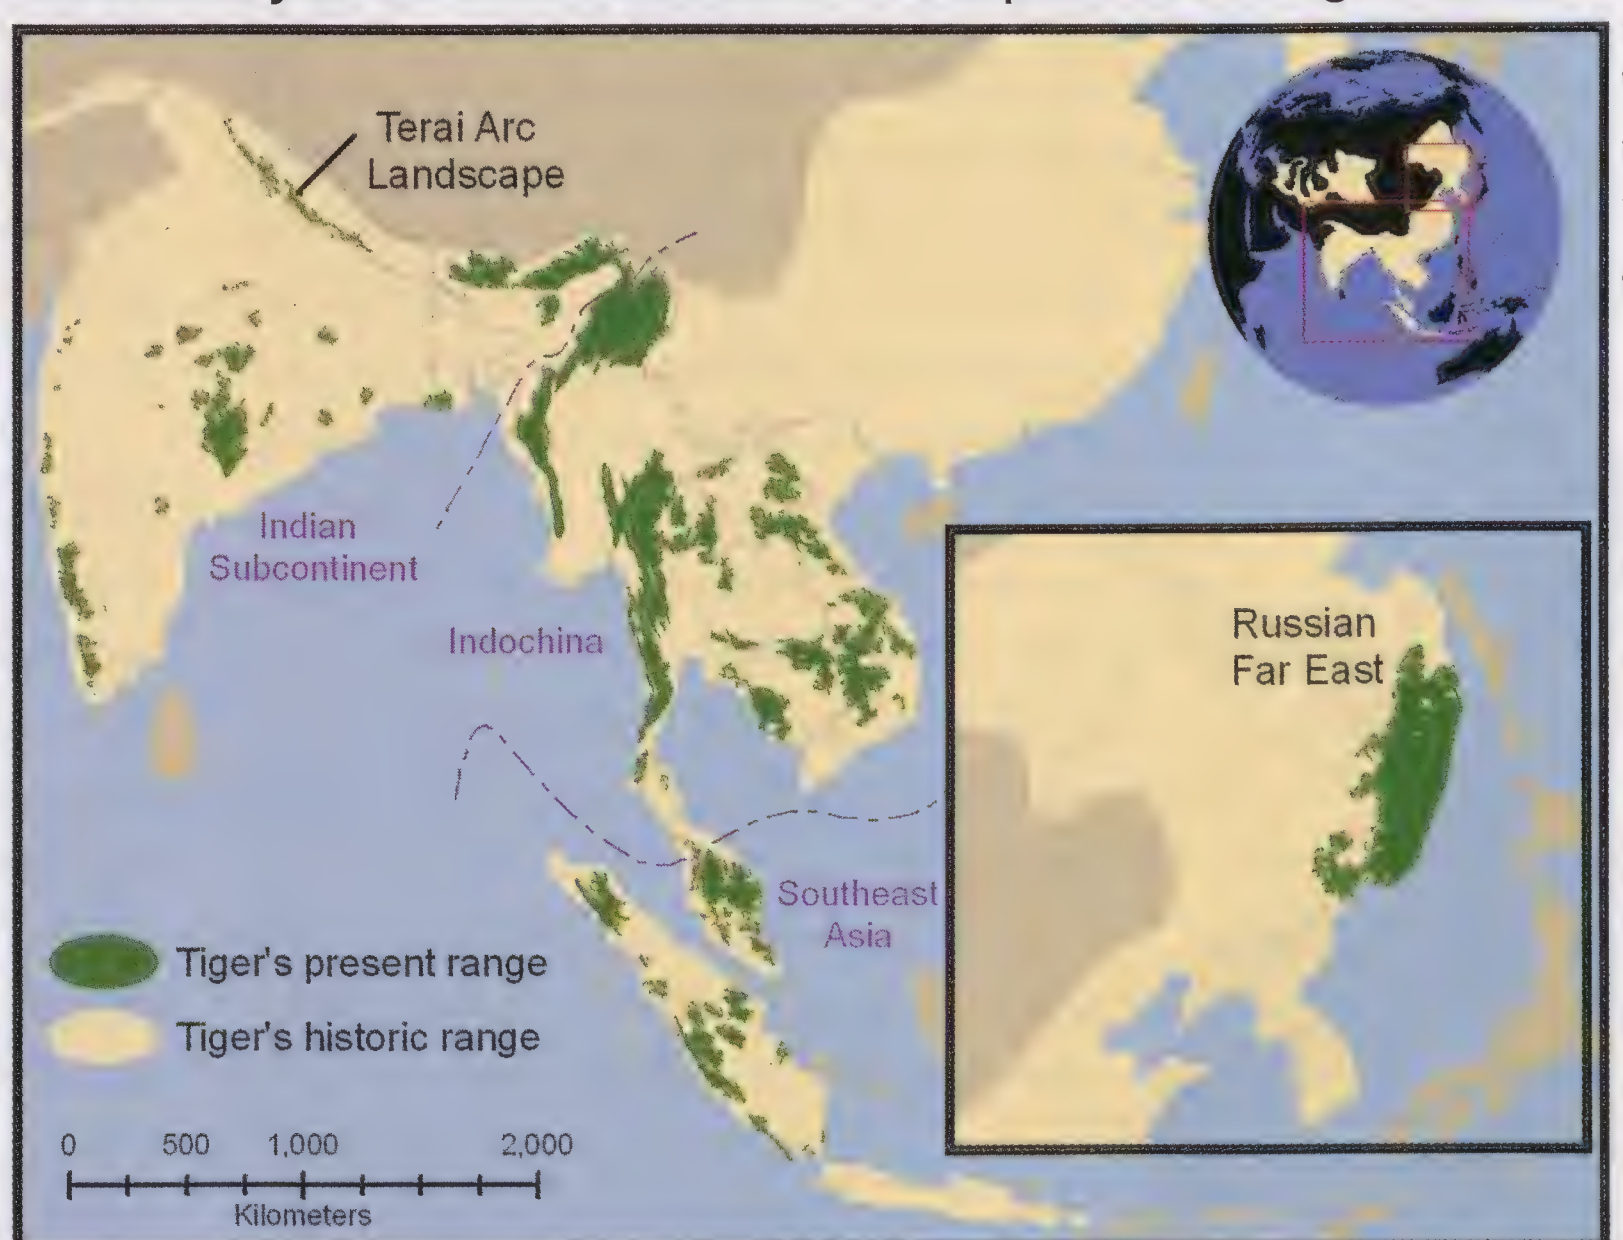 Terai Arc
Landscape
Indian
Subcontinent
Indochina
Russian
Far East
Southeast
Asia
Tiger's present range
Tiger's historic range
0 500 1,000 2,000
Kilometers